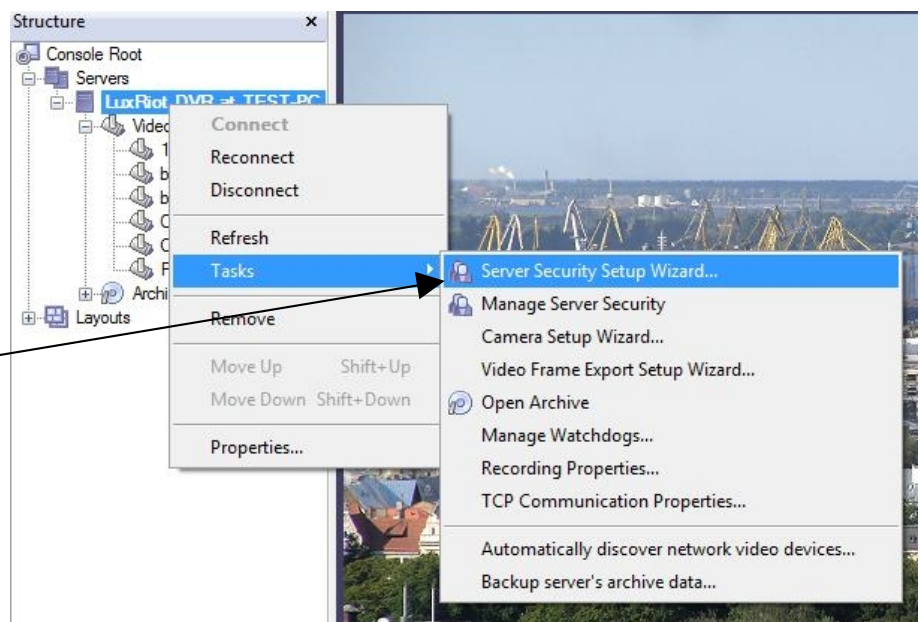 Structure x
Console Root
Servers
LuxRiot DVR at TEST-PC
Connect
Reconnect
Disconnect
Refresh
Tasks
Remove
Move Up Shift+Up
Move Down Shift+Down
Properties...
Layouts
Server Security Setup Wizard...
Manage Server Security
Camera Setup Wizard...
Video Frame Export Setup Wizard...
Open Archive
Manage Watchdogs...
Recording Properties...
TCP Communication Properties...
Automatically discover network video devices...
Backup server's archive data...